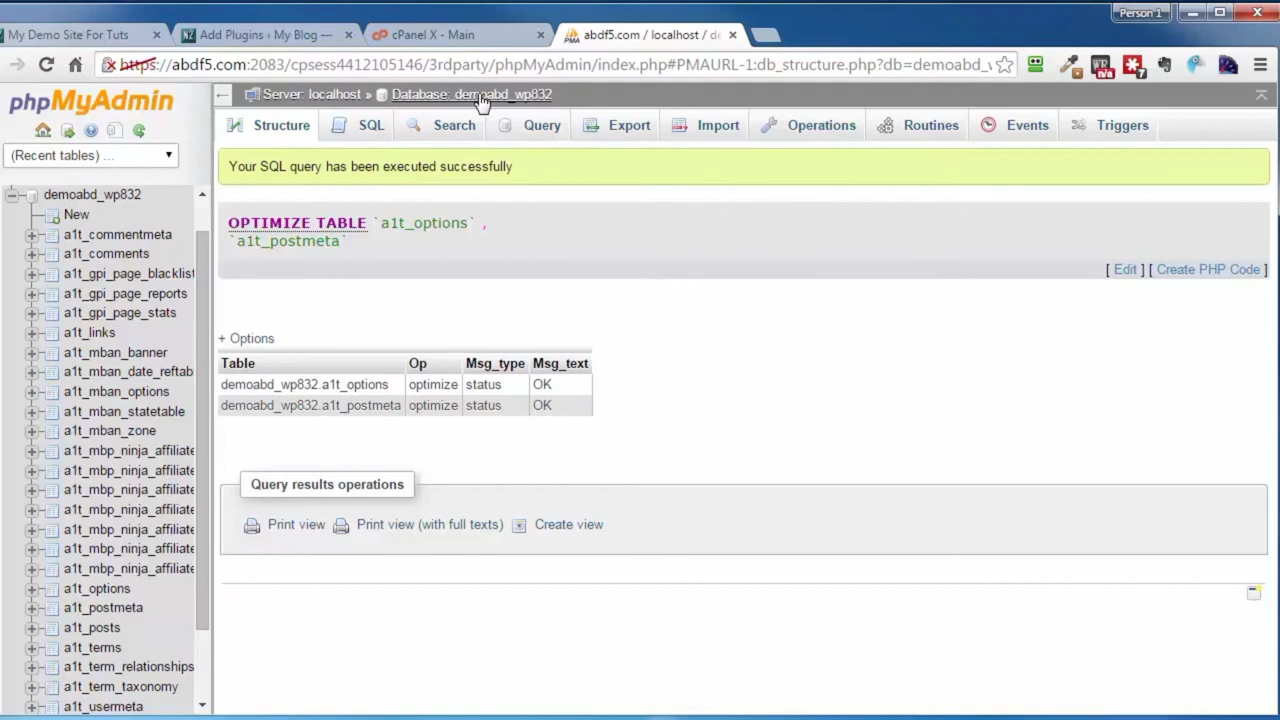 Person 1
My Demo Site For Tuts
Add Plugins ‹ My Blog —
cPanel X - Main
abdf5.com / localhost / de
https://abdf5.com:2083/cpsess4412105146/3rdparty/phpMyAdmin/index.php#PMAURL-1:db_structure.php?db=demoabd_
phpMyAdmin
(Recent tables) ...
demoabd_wp832
New
a1t_commentmeta
a1t_comments
a1t_gpi_page_blacklist
a1t_gpi_page_reports
a1t_gpi_page_stats
a1t_links
a1t_mban_banner
a1t_mban_date_reftab
a1t_mban_options
a1t_mban_statetable
a1t_mban_zone
a1t_mbp_ninja_affiliate
a1t_mbp_ninja_affiliate
a1t_mbp_ninja_affiliate
a1t_mbp_ninja_affiliate
a1t_mbp_ninja_affiliate
a1t_mbp_ninja_affiliate
a1t_mbp_ninja_affiliate
a1t_options
a1t_postmeta
a1t_posts
a1t_terms
a1t_term_relationships
a1t_term_taxonomy
a1t_usermeta
Server: localhost » Database: demoabd_wp832
Structure SQL Search Query Export Import Operations Routines Events Triggers
Your SQL query has been executed successfully
OPTIMIZE TABLE `a1t_options` ,
`a1t_postmeta`
[ Edit ] [ Create PHP Code ]
+ Options
Table Op Msg_type Msg_text
demoabd_wp832.a1t_options optimize status OK
demoabd_wp832.a1t_postmeta optimize status OK
Query results operations
Print view Print view (with full texts) Create view